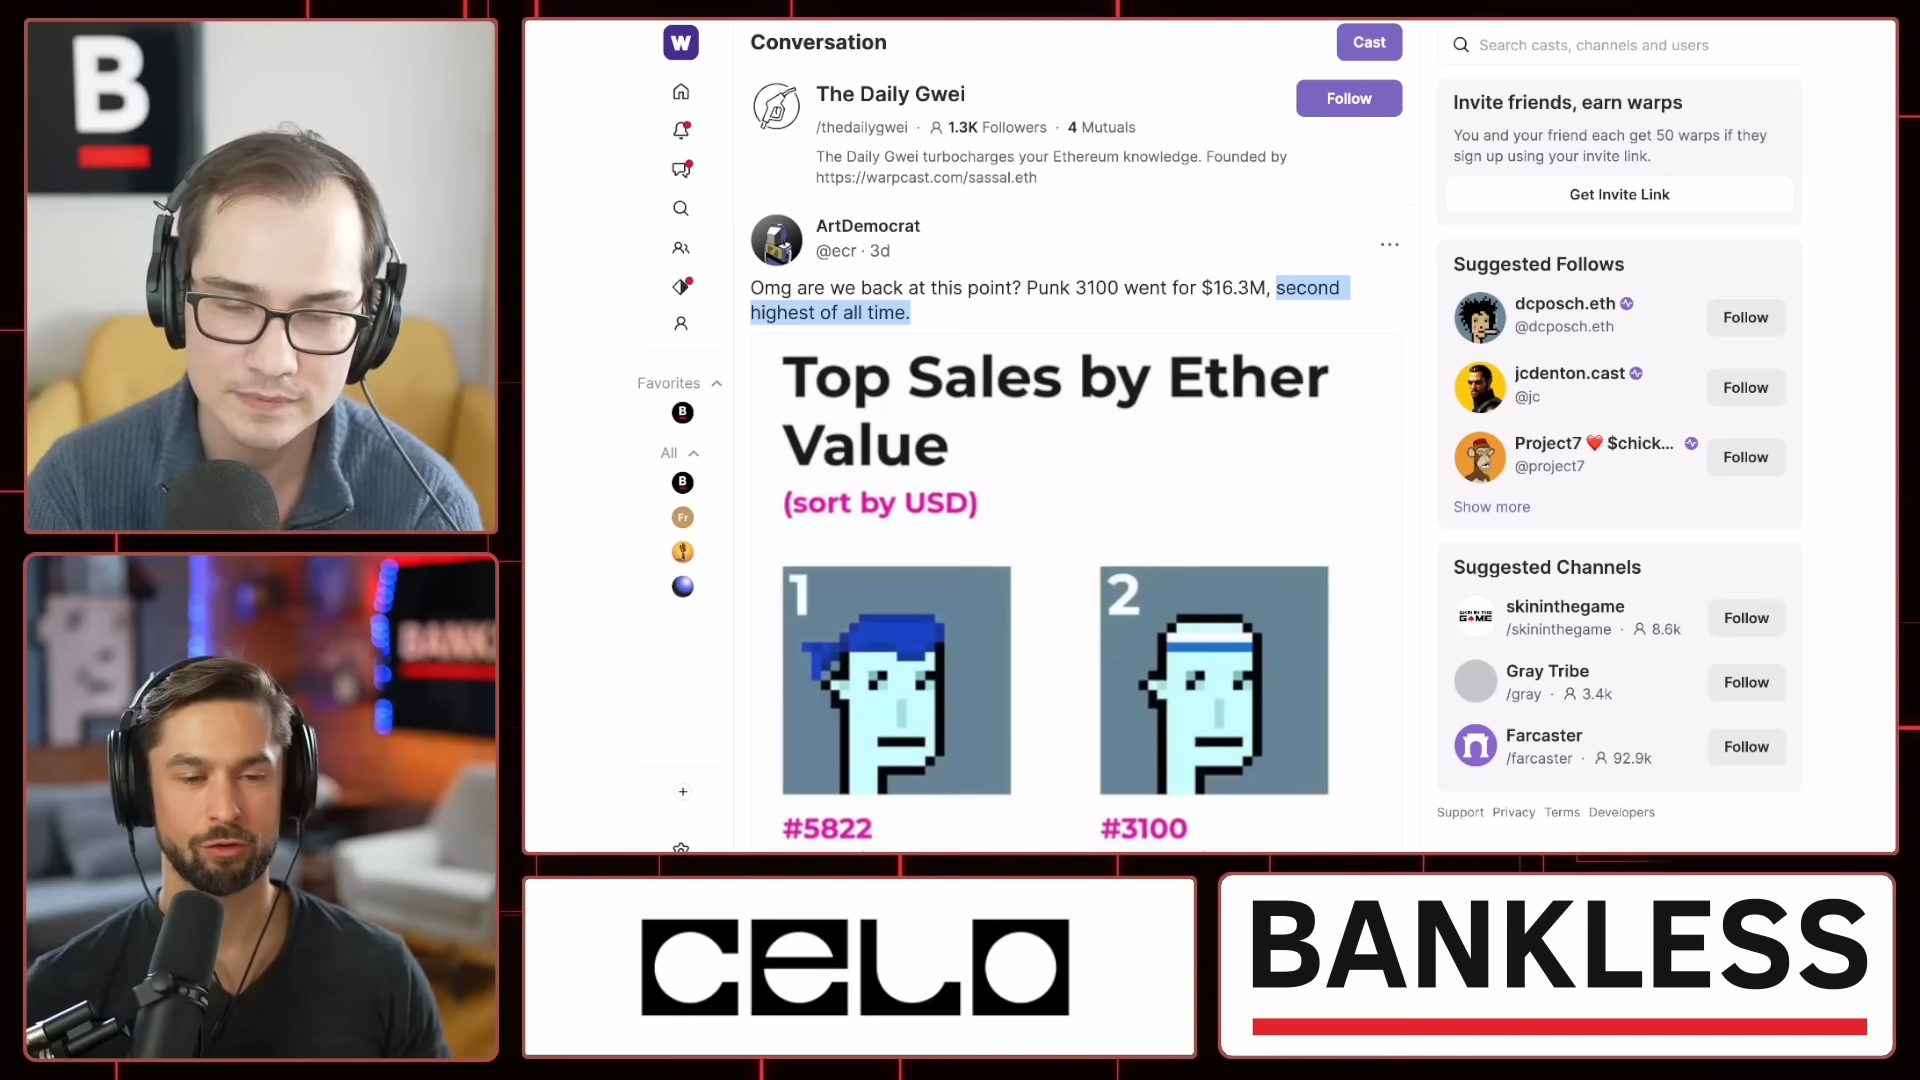 B
W
Conversation
Cast
Search casts, channels and users
The Daily Gwei
/thedailygwei · 1.3K Followers · 4 Mutuals
Follow
The Daily Gwei turbocharges your Ethereum knowledge. Founded by
https://warpcast.com/sassal.eth
ArtDemocrat
@ecr · 3d
Omg are we back at this point? Punk 3100 went for $16.3M, second
highest of all time.
Top Sales by Ether
Value
(sort by USD)
1
2
#5822
#3100
Favorites
B
All
B
Fr
Invite friends, earn warps
You and your friend each get 50 warps if they
sign up using your invite link.
Get Invite Link
Suggested Follows
dcposch.eth
@dcposch.eth
Follow
jcdenton.cast
@jc
Follow
Project7 ❤️ $chick...
@project7
Follow
Show more
Suggested Channels
SKIN IN THE
GAME
skininthegame
/skininthegame · 8.6k
Follow
Gray Tribe
/gray · 3.4k
Follow
Farcaster
/farcaster · 92.9k
Follow
Support Privacy Terms Developers
CELO
BANKLESS